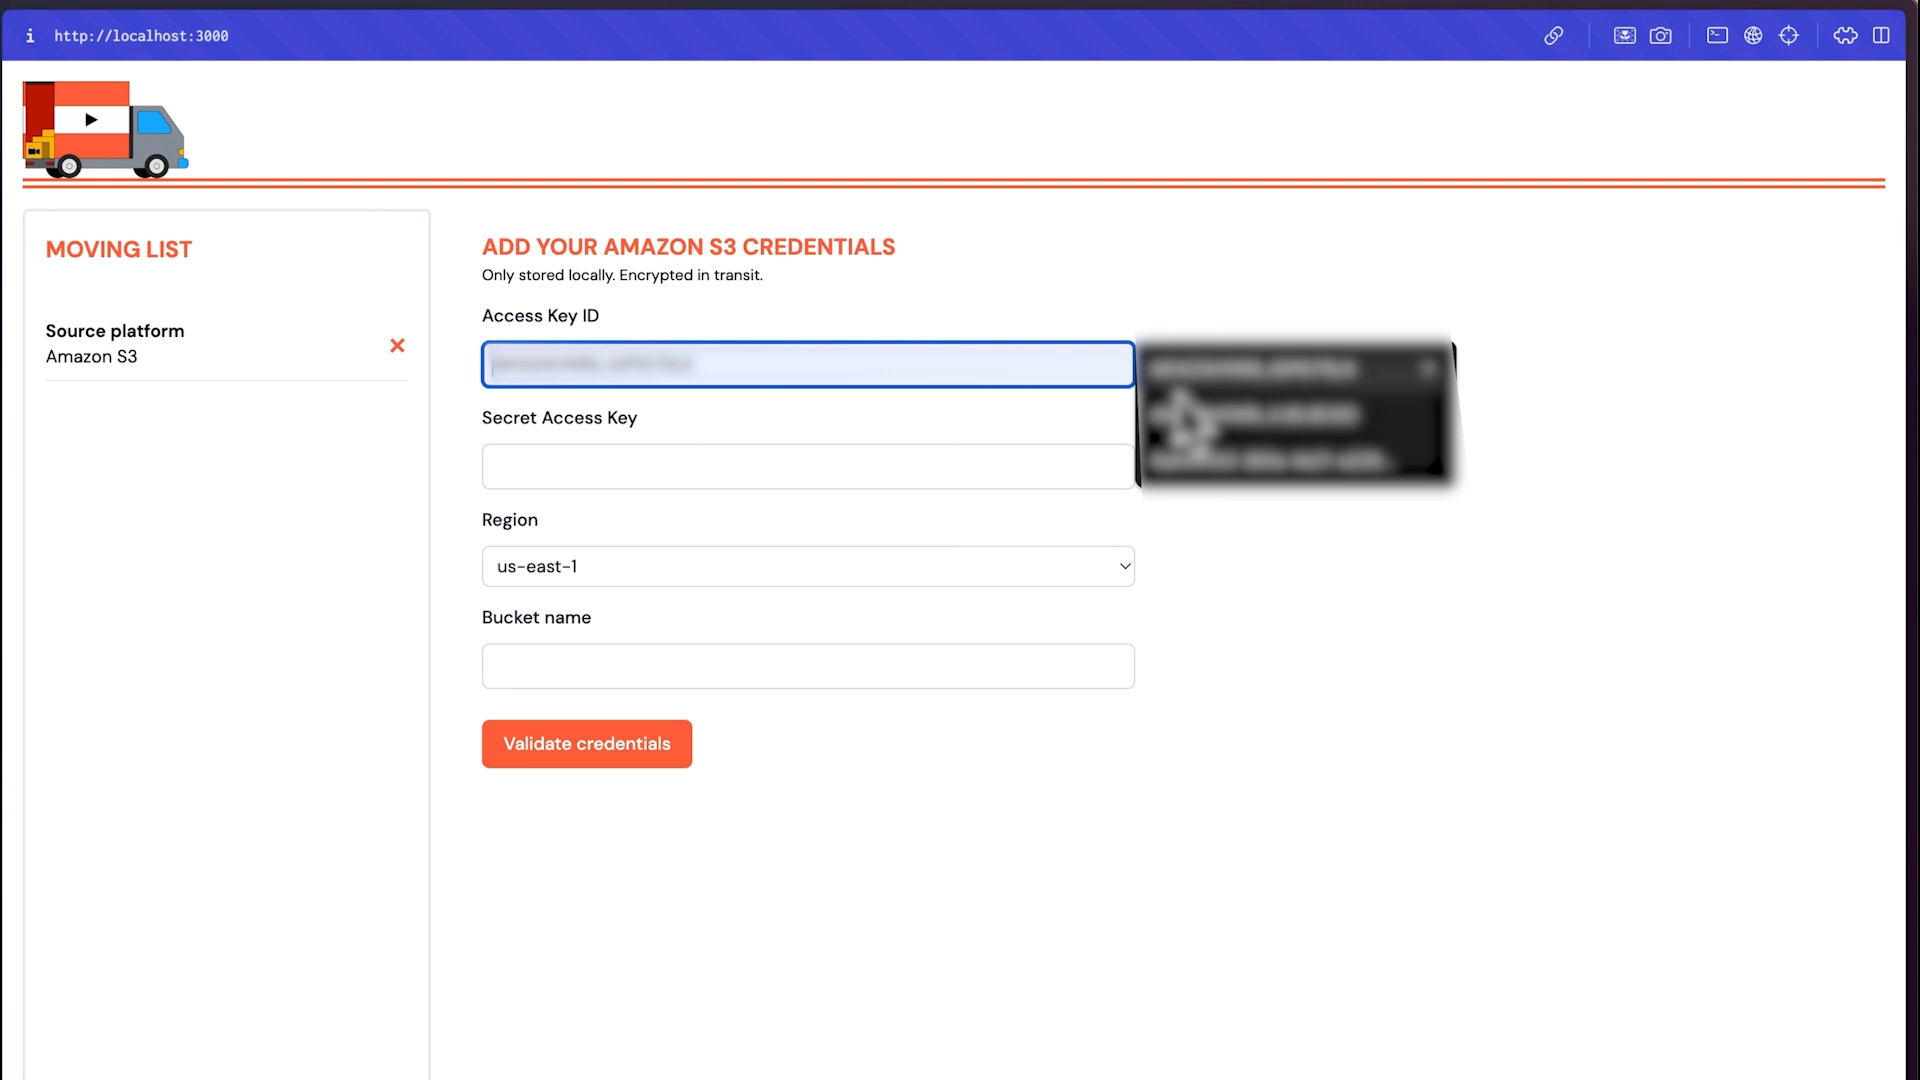 http://localhost:3000
MOVING LIST
Source platform
Amazon S3
ADD YOUR AMAZON S3 CREDENTIALS
Only stored locally. Encrypted in transit.
Access Key ID
Secret Access Key
Region
us-east-1
Bucket name
Validate credentials